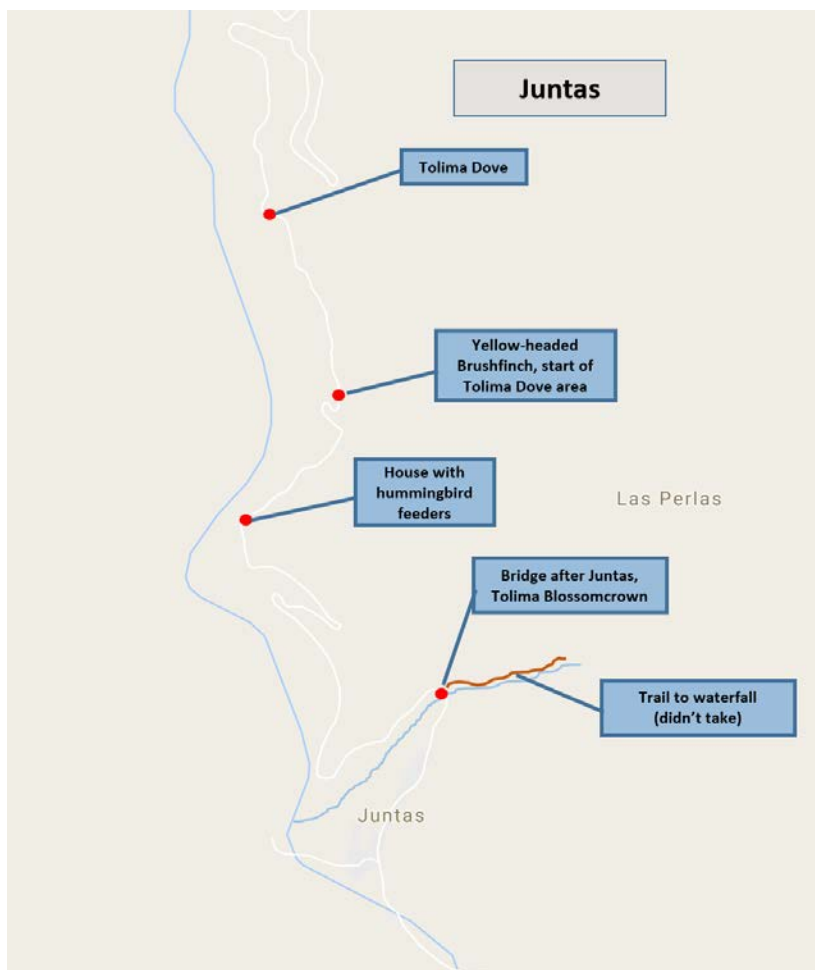 Juntas
Tolima Dove
Yellow-headed
Brushfinch, start of
Tolima Dove area
House with
hummingbird
feeders
Las Perlas
Bridge after Juntas,
Tolima Blossomcrown
Trail to waterfall
(didn't take)
Juntas